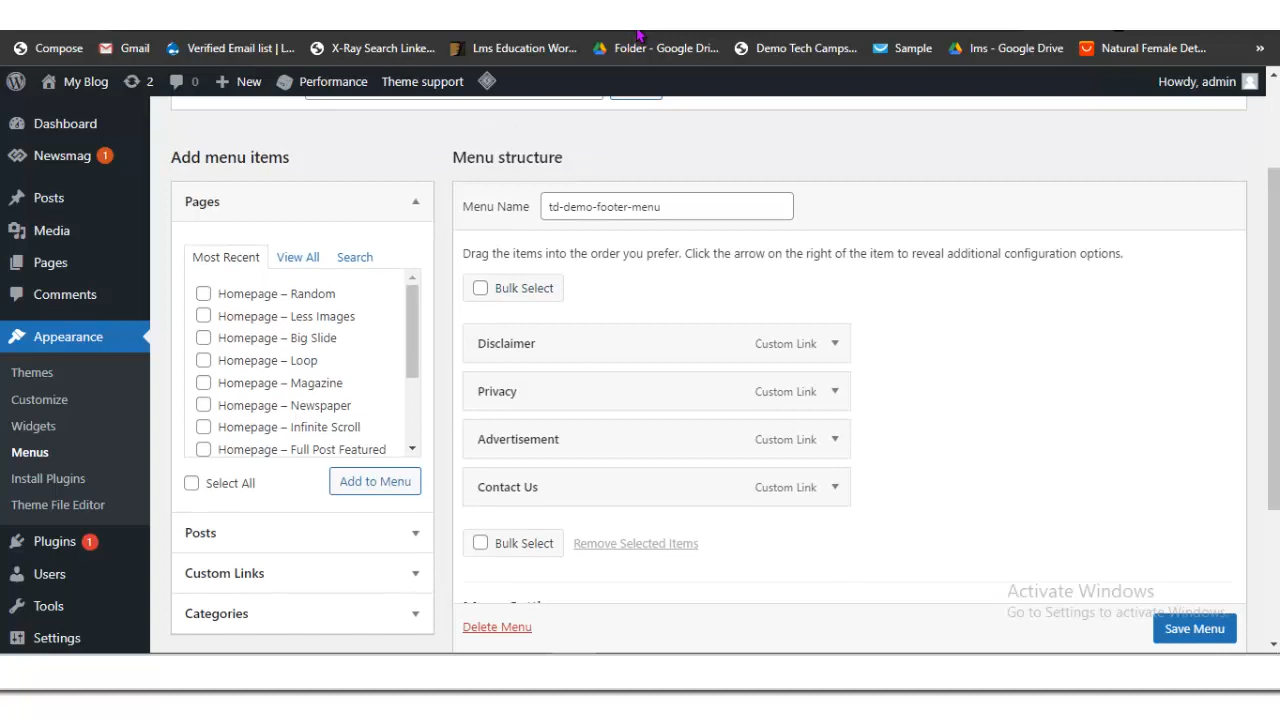 Compose Gmail Verified Email list | L... X-Ray Search Linke... Lms Education Wor... Folder - Google Dri... Demo Tech Camps... Sample lms - Google Drive Natural Female Det... »
My Blog 2 0 New Performance Theme support Howdy, admin
Dashboard
Newsmag 1
Posts
Media
Pages
Comments
Appearance
Themes
Customize
Widgets
Menus
Install Plugins
Theme File Editor
Plugins 1
Users
Tools
Settings
Add menu items
Pages
Most Recent View All Search
Homepage – Random
Homepage – Less Images
Homepage – Big Slide
Homepage – Loop
Homepage – Magazine
Homepage – Newspaper
Homepage – Infinite Scroll
Homepage – Full Post Featured
Select All Add to Menu
Posts
Custom Links
Categories
Menu structure
Menu Name td-demo-footer-menu
Drag the items into the order you prefer. Click the arrow on the right of the item to reveal additional configuration options.
Bulk Select
Disclaimer Custom Link
Privacy Custom Link
Advertisement Custom Link
Contact Us Custom Link
Bulk Select Remove Selected Items
Delete Menu Save Menu
Activate Windows
Go to Settings to activate Windows.